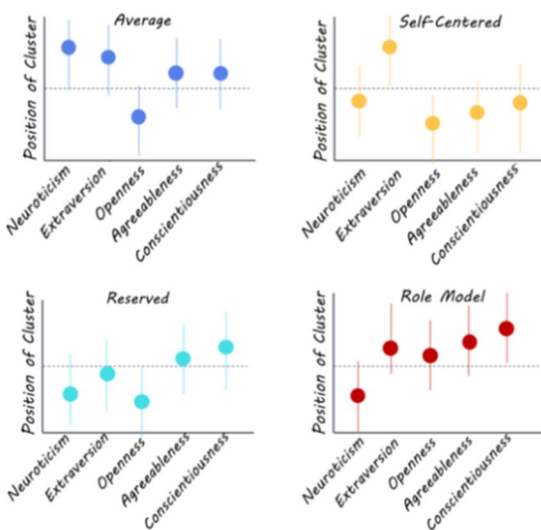 Average
Position of Cluster
Neuroticism
Extraversion
Openness
Agreeableness
Conscientiousness
Self-Centered
Position of Cluster
Neuroticism
Extraversion
Openness
Agreeableness
Conscientiousness
Reserved
Position of Cluster
Neuroticism
Extraversion
Openness
Agreeableness
Conscientiousness
Role Model
Position of Cluster
Neuroticism
Extraversion
Openness
Agreeableness
Conscientiousness